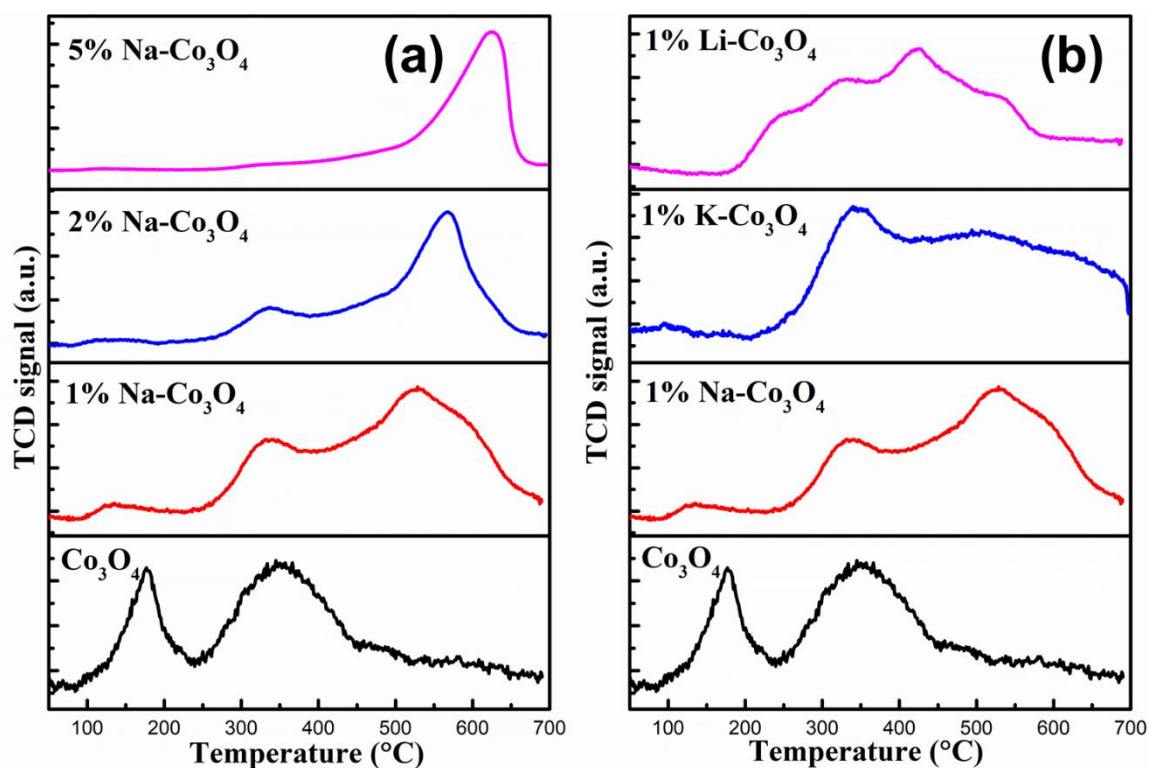 (a)
5% Na-Co₃O₄
2% Na-Co₃O₄
1% Na-Co₃O₄
Co₃O₄
TCD signal (a.u.)
100 200 300 400 500 600 700
Temperature (°C)
(b)
1% Li-Co₃O₄
1% K-Co₃O₄
1% Na-Co₃O₄
Co₃O₄
TCD signal (a.u.)
100 200 300 400 500 600 700
Temperature (°C)